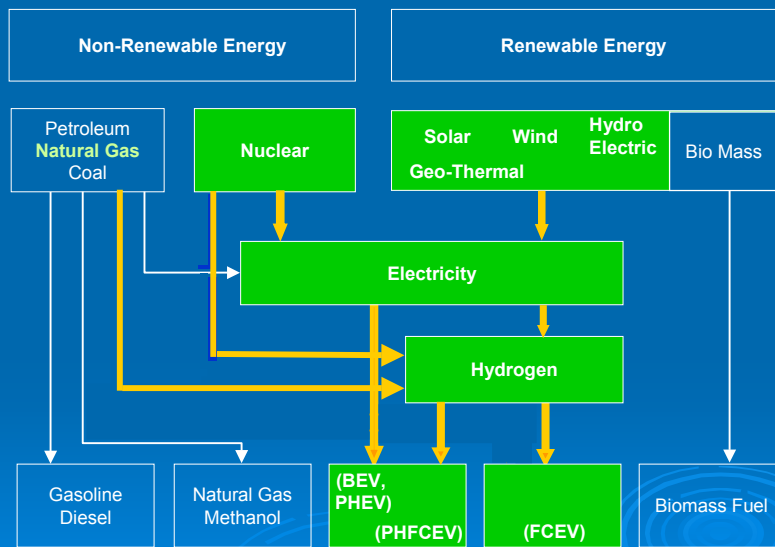 Non-Renewable Energy
Renewable Energy
Petroleum
Natural Gas
Coal
Nuclear
Solar
Wind
Hydro
Electric
Geo-Thermal
Bio Mass
Electricity
Hydrogen
Gasoline
Diesel
Natural Gas
Methanol
(BEV,
PHEV)
(PHFCEV)
(FCEV)
Biomass Fuel